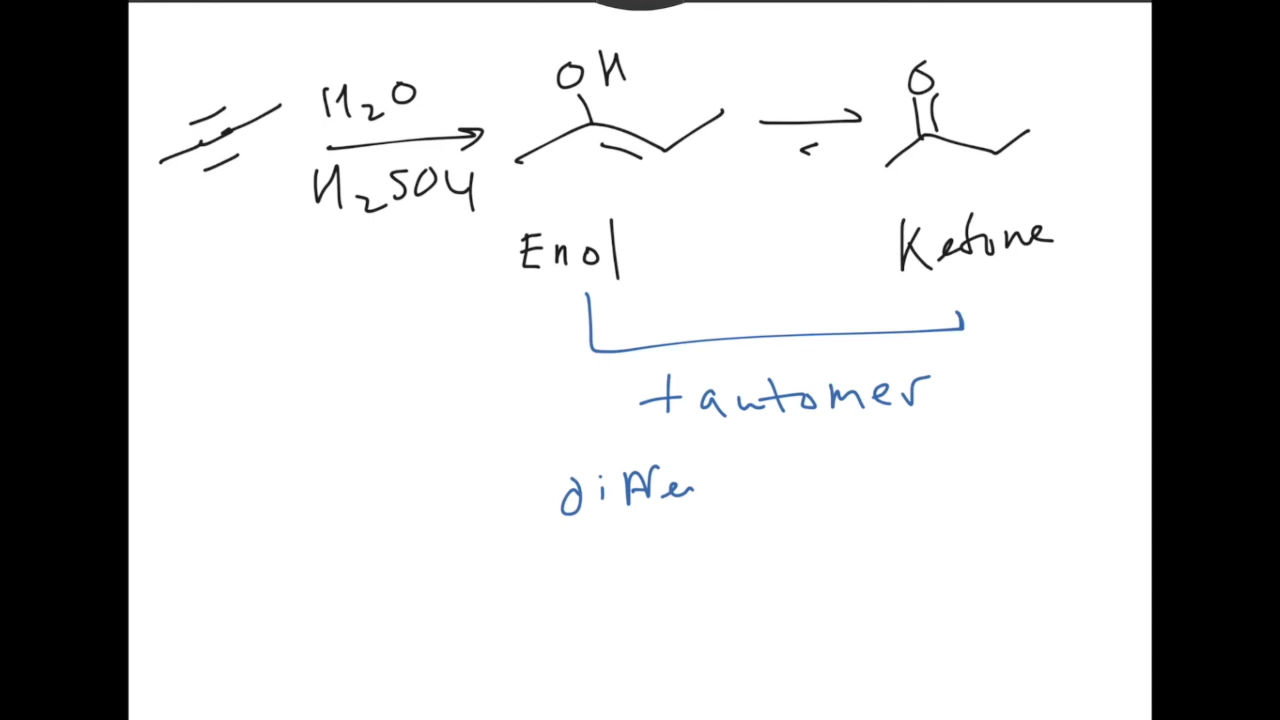 H2O
H2SO4
OH
O
Enol
Ketone
tautomer
differ